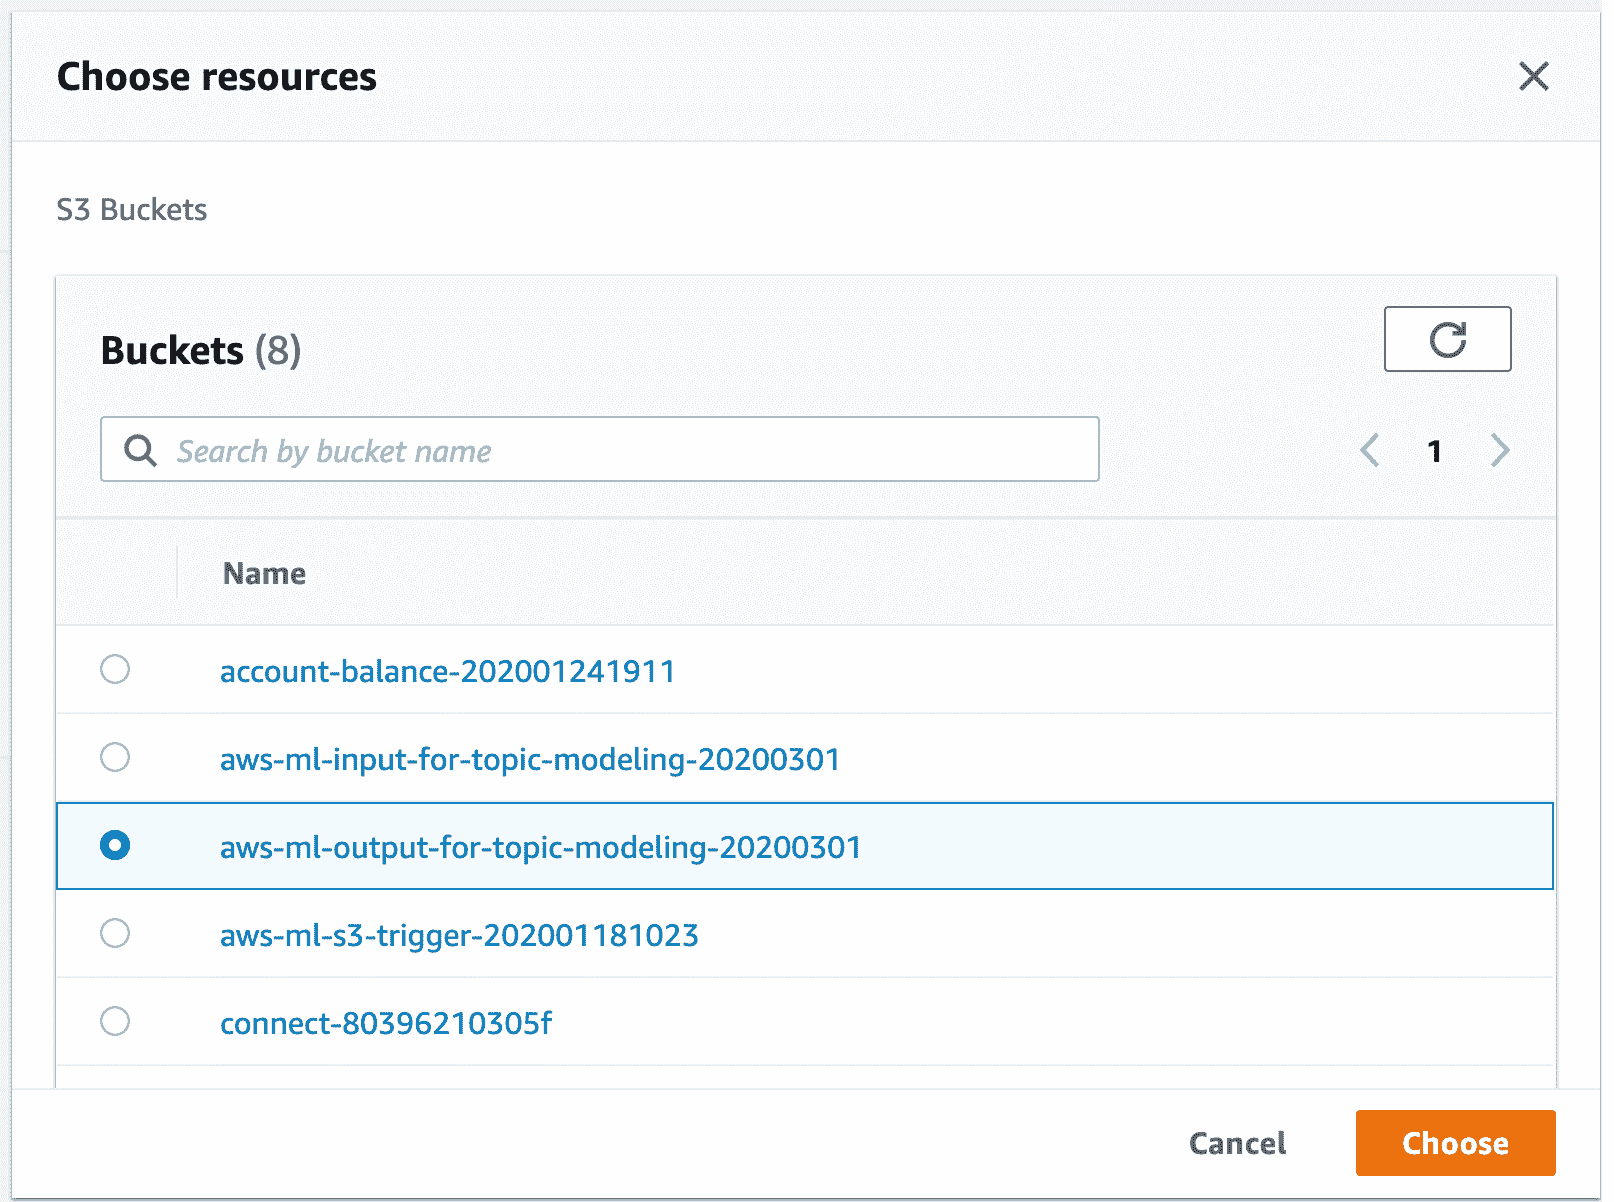 Choose resources
S3 Buckets
Buckets (8)
Search by bucket name
1
Name
account-balance-202001241911
aws-ml-input-for-topic-modeling-20200301
aws-ml-output-for-topic-modeling-20200301
aws-ml-s3-trigger-202001181023
connect-80396210305f
Cancel
Choose